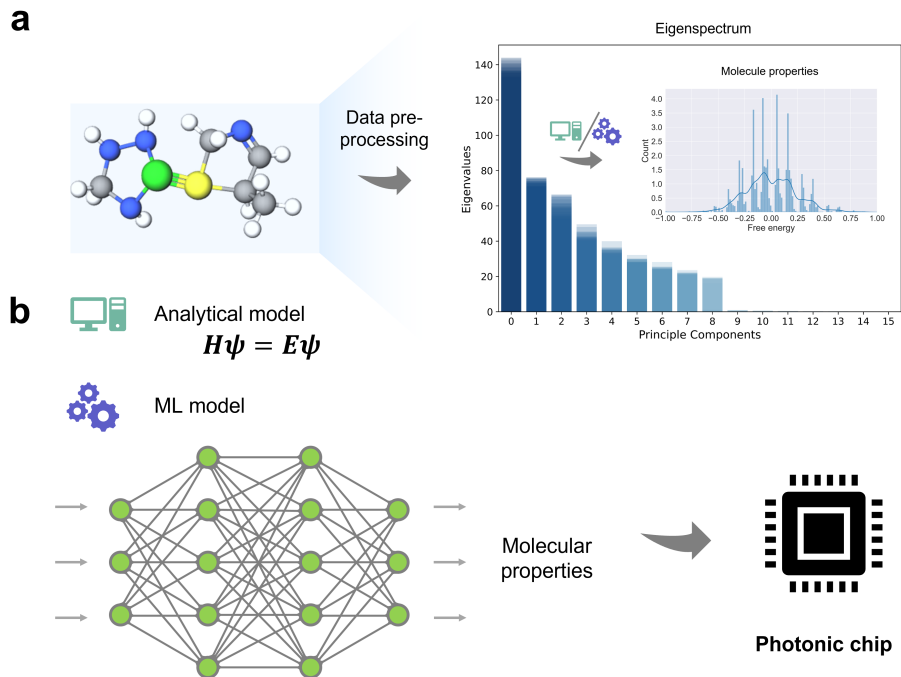 a
Data pre-
processing
Eigenspectrum
Eigenvalues
140
120
100
80
60
40
20
0
0 1 2 3 4 5 6 7 8 9 10 11 12 13 14 15
Principle Components
Molecule properties
Count
4.0
3.5
3.0
2.5
2.0
1.5
1.0
0.5
0.0
−1.00 −0.75 −0.50 −0.25 0.00 0.25 0.50 0.75 1.00
Free energy
b
Analytical model
Hψ = Eψ
ML model
Molecular
properties
Photonic chip